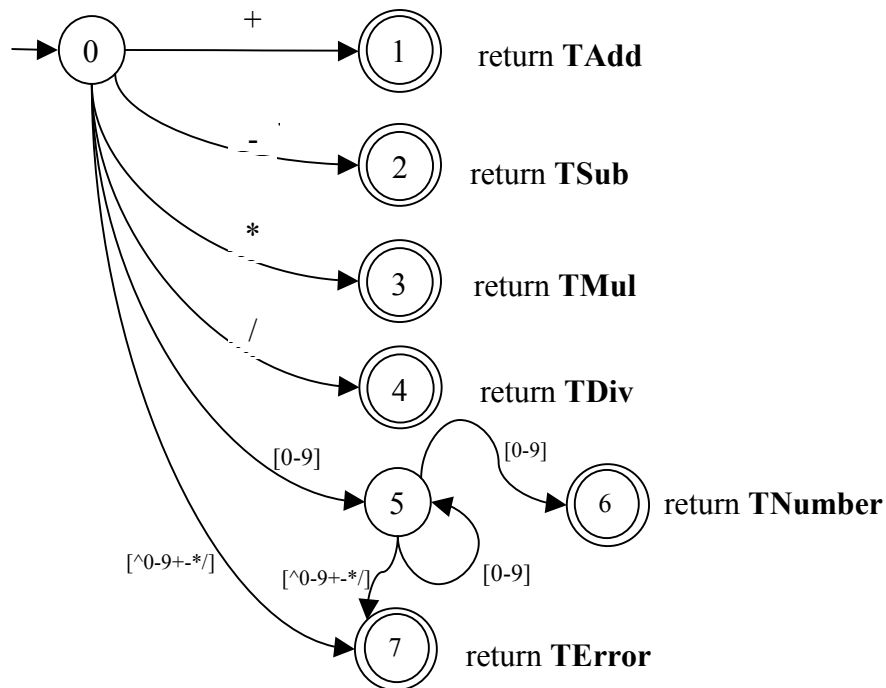 +
0
1
return TAdd
-
2
return TSub
*
3
return TMul
/
4
return TDiv
[0-9]
[0-9]
5
6
return TNumber
[^0-9+-*/]
[^0-9+-*/]
[0-9]
7
return TError